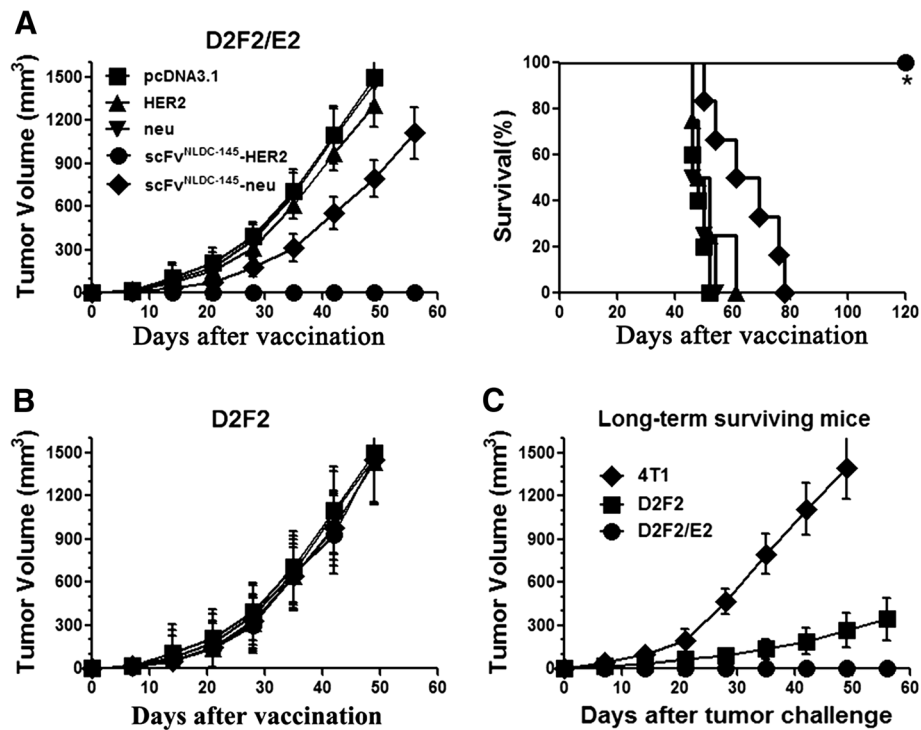 A
D2F2/E2
Tumor Volume (mm3)
1500
1200
900
600
300
0
pcDNA3.1
HER2
neu
scFvNLDC-145-HER2
scFvNLDC-145-neu
0 10 20 30 40 50 60
Days after vaccination
Survival(%)
100
80
60
40
20
0
*
0 20 40 60 80 100 120
Days after vaccination
B
D2F2
Tumor Volume (mm3)
1500
1200
900
600
300
0
0 10 20 30 40 50 60
Days after vaccination
C
Long-term surviving mice
Tumor Volume (mm3)
1500
1200
900
600
300
0
4T1
D2F2
D2F2/E2
0 10 20 30 40 50 60
Days after tumor challenge